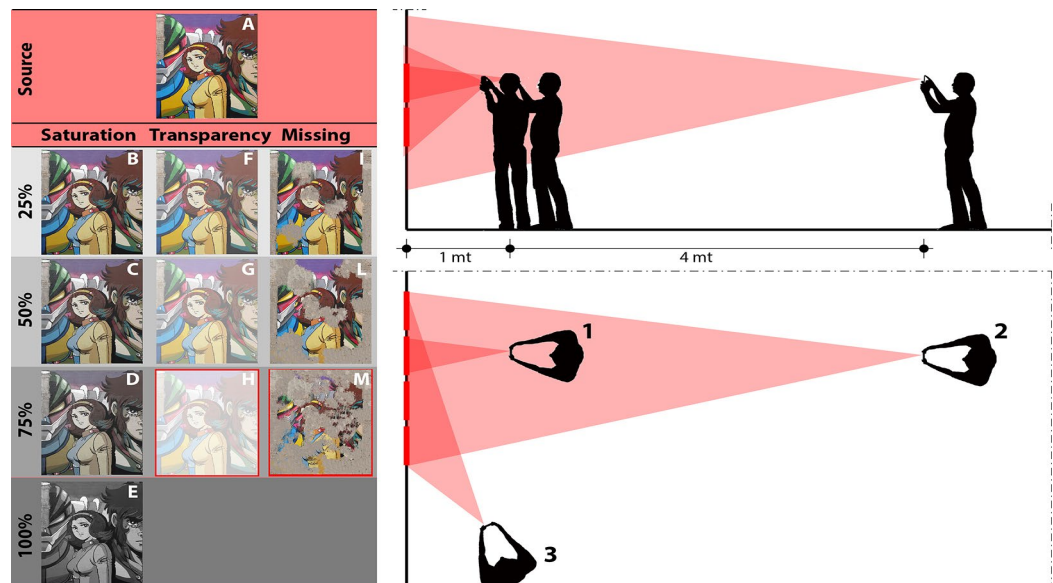 Source
A
Saturation Transparency Missing
25%
B
F
I
50%
C
G
L
75%
D
H
M
100%
E
1 mt
4 mt
1
2
3